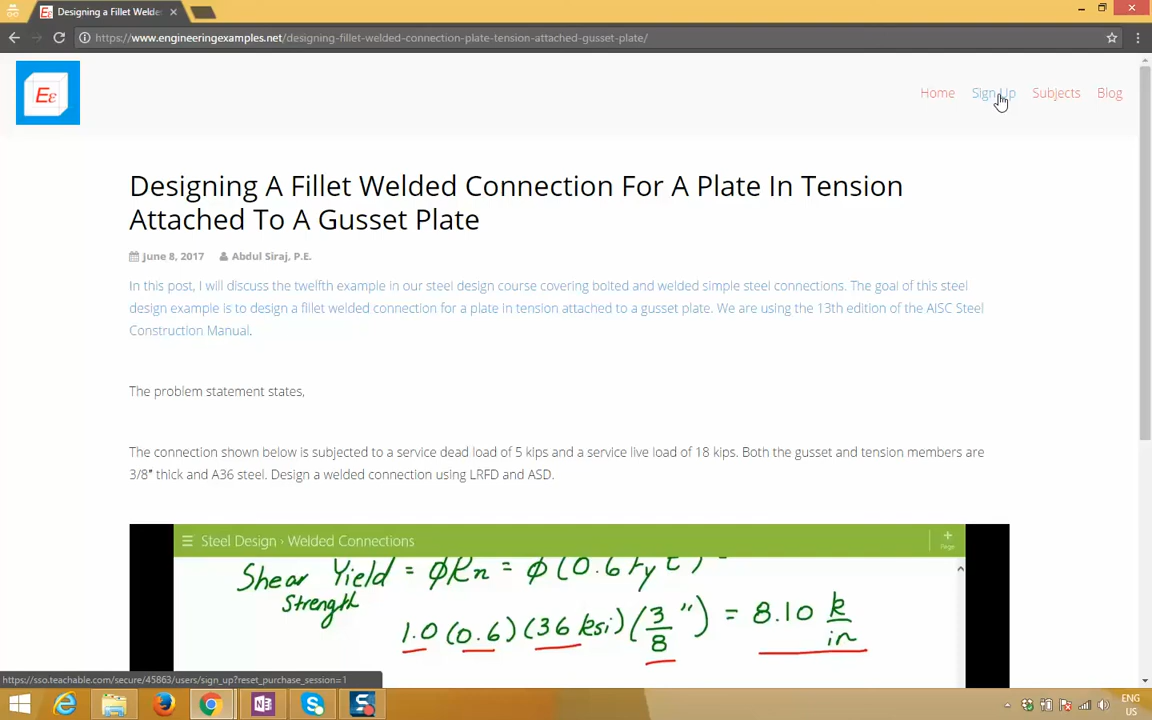 Designing a Fillet Welde
https://www.engineeringexamples.net/designing-fillet-welded-connection-plate-tension-attached-gusset-plate/
Eε
Home Sign Up Subjects Blog
Designing A Fillet Welded Connection For A Plate In Tension
Attached To A Gusset Plate
June 8, 2017 Abdul Siraj, P.E.
In this post, I will discuss the twelfth example in our steel design course covering bolted and welded simple steel connections. The goal of this steel
design example is to design a fillet welded connection for a plate in tension attached to a gusset plate. We are using the 13th edition of the AISC Steel
Construction Manual.
The problem statement states,
The connection shown below is subjected to a service dead load of 5 kips and a service live load of 18 kips. Both the gusset and tension members are
3/8″ thick and A36 steel. Design a welded connection using LRFD and ASD.
Steel Design › Welded Connections
Page
Shear Yield = ϕRn = ϕ(0.6 Fy t) =
Strength
1.0 (0.6) (36 ksi) (3/8 ") = 8.10 k/in
https://sso.teachable.com/secure/45863/users/sign_up?reset_purchase_session=1
ENG
US